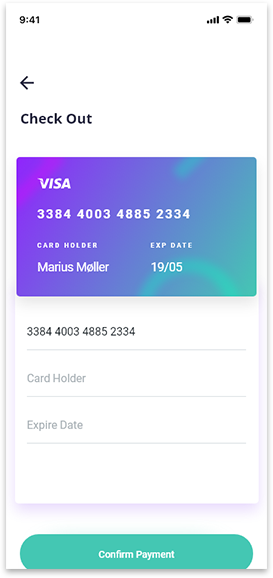 9:41
Check Out
VISA
3384 4003 4885 2334
CARD HOLDER EXP DATE
Marius Møller 19/05
3384 4003 4885 2334
Card Holder
Expire Date
Confirm Payment